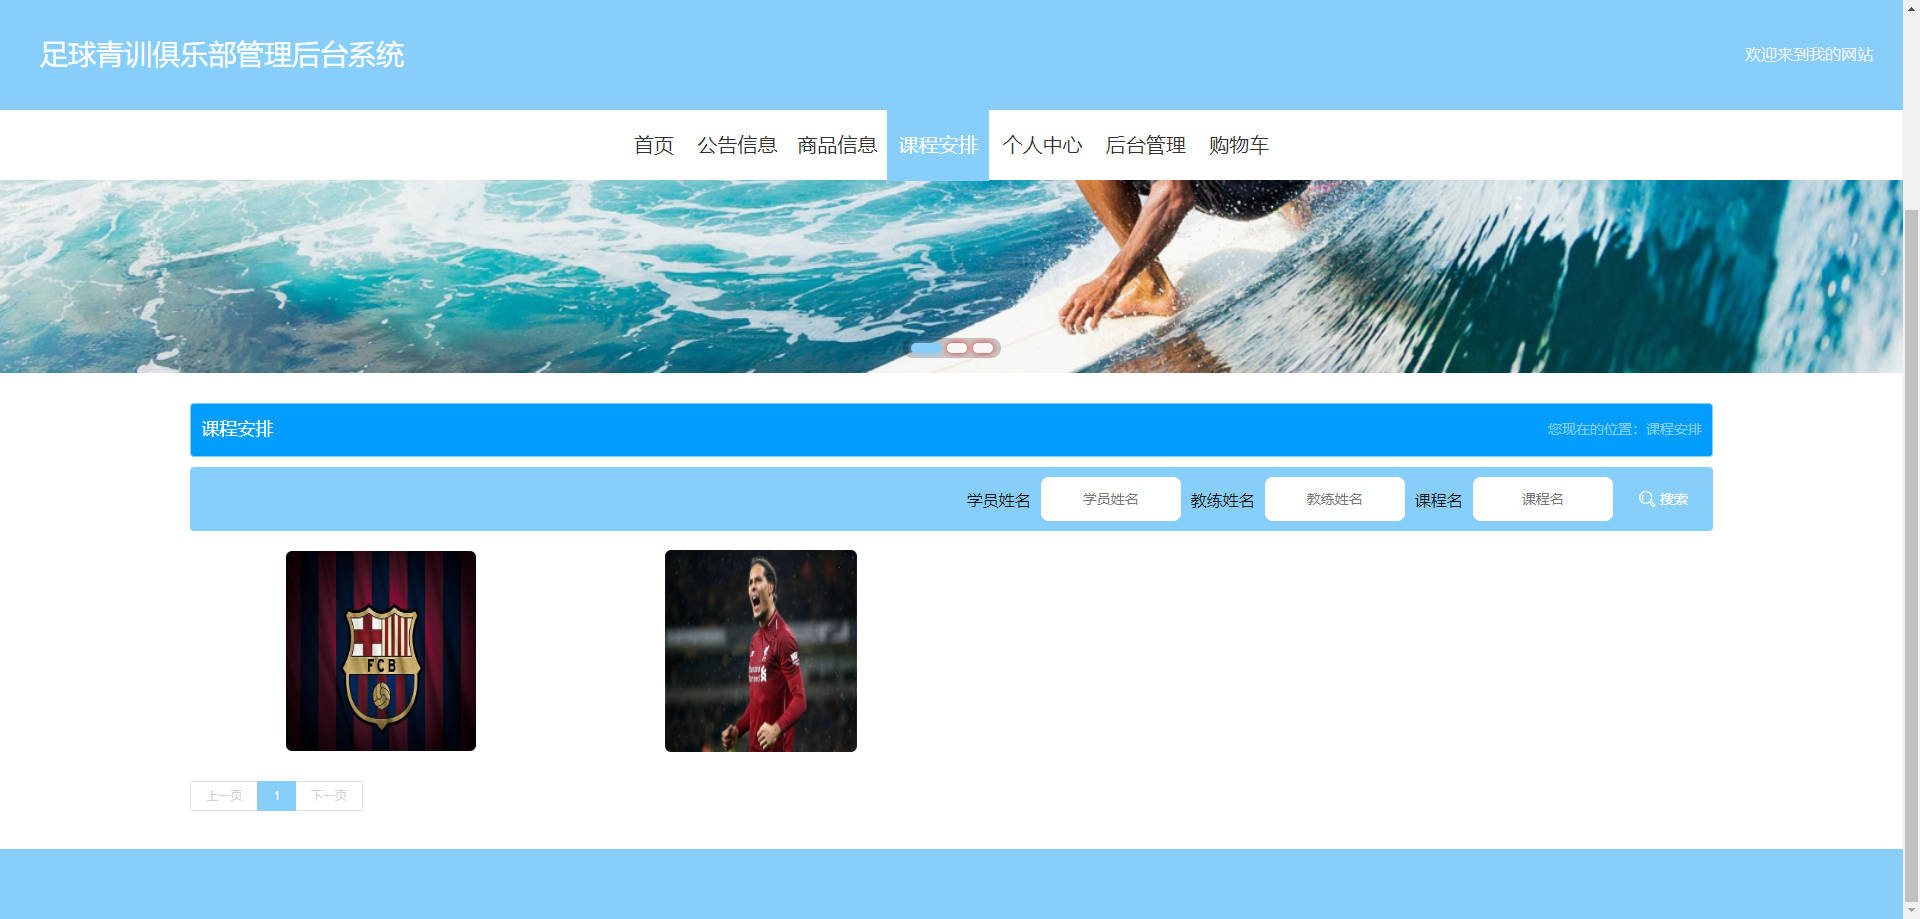 足球青训俱乐部管理后台系统
欢迎来到我的网站
首页 公告信息 商品信息 课程安排 个人中心 后台管理 购物车
课程安排
您现在的位置：课程安排
学员姓名 学员姓名 教练姓名 教练姓名 课程名 课程名 搜索
FCB
上一页 1 下一页